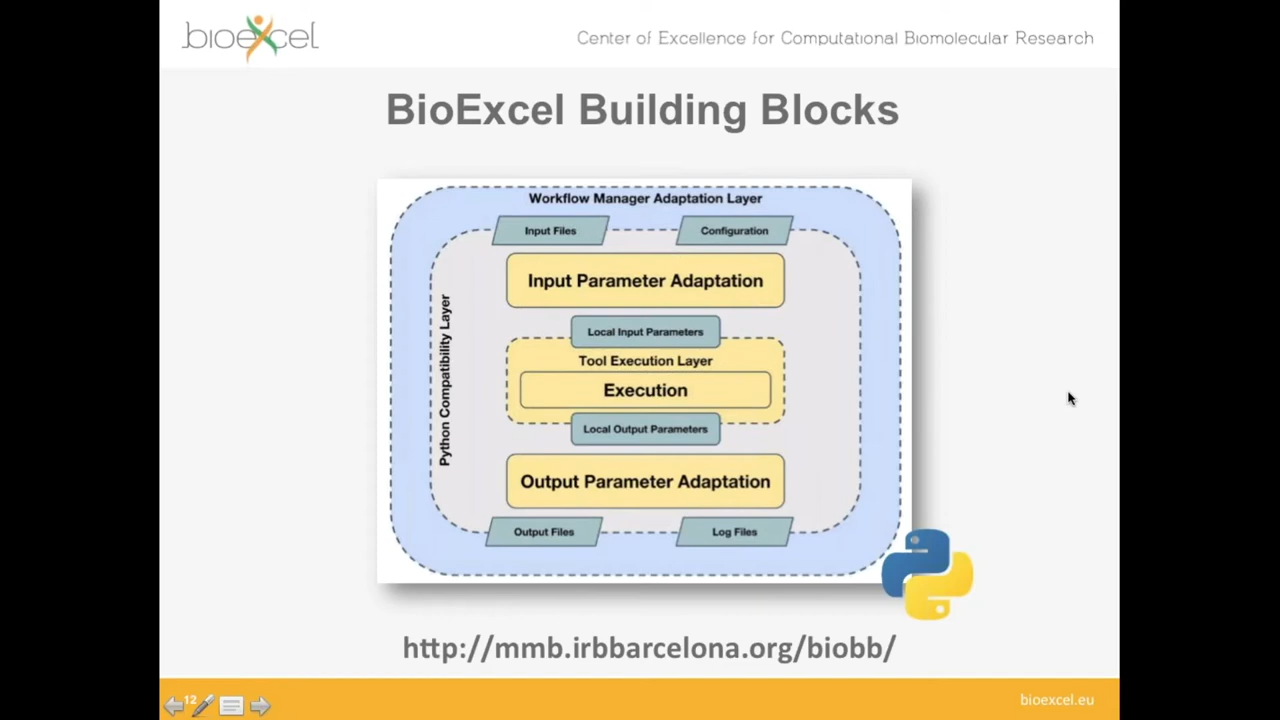 bioexcel
Center of Excellence for Computational Biomolecular Research
BioExcel Building Blocks
Workflow Manager Adaptation Layer
Input Files
Configuration
Input Parameter Adaptation
Python Compatibility Layer
Local Input Parameters
Tool Execution Layer
Execution
Local Output Parameters
Output Parameter Adaptation
Output Files
Log Files
http://mmb.irbbarcelona.org/biobb/
12
bioexcel.eu